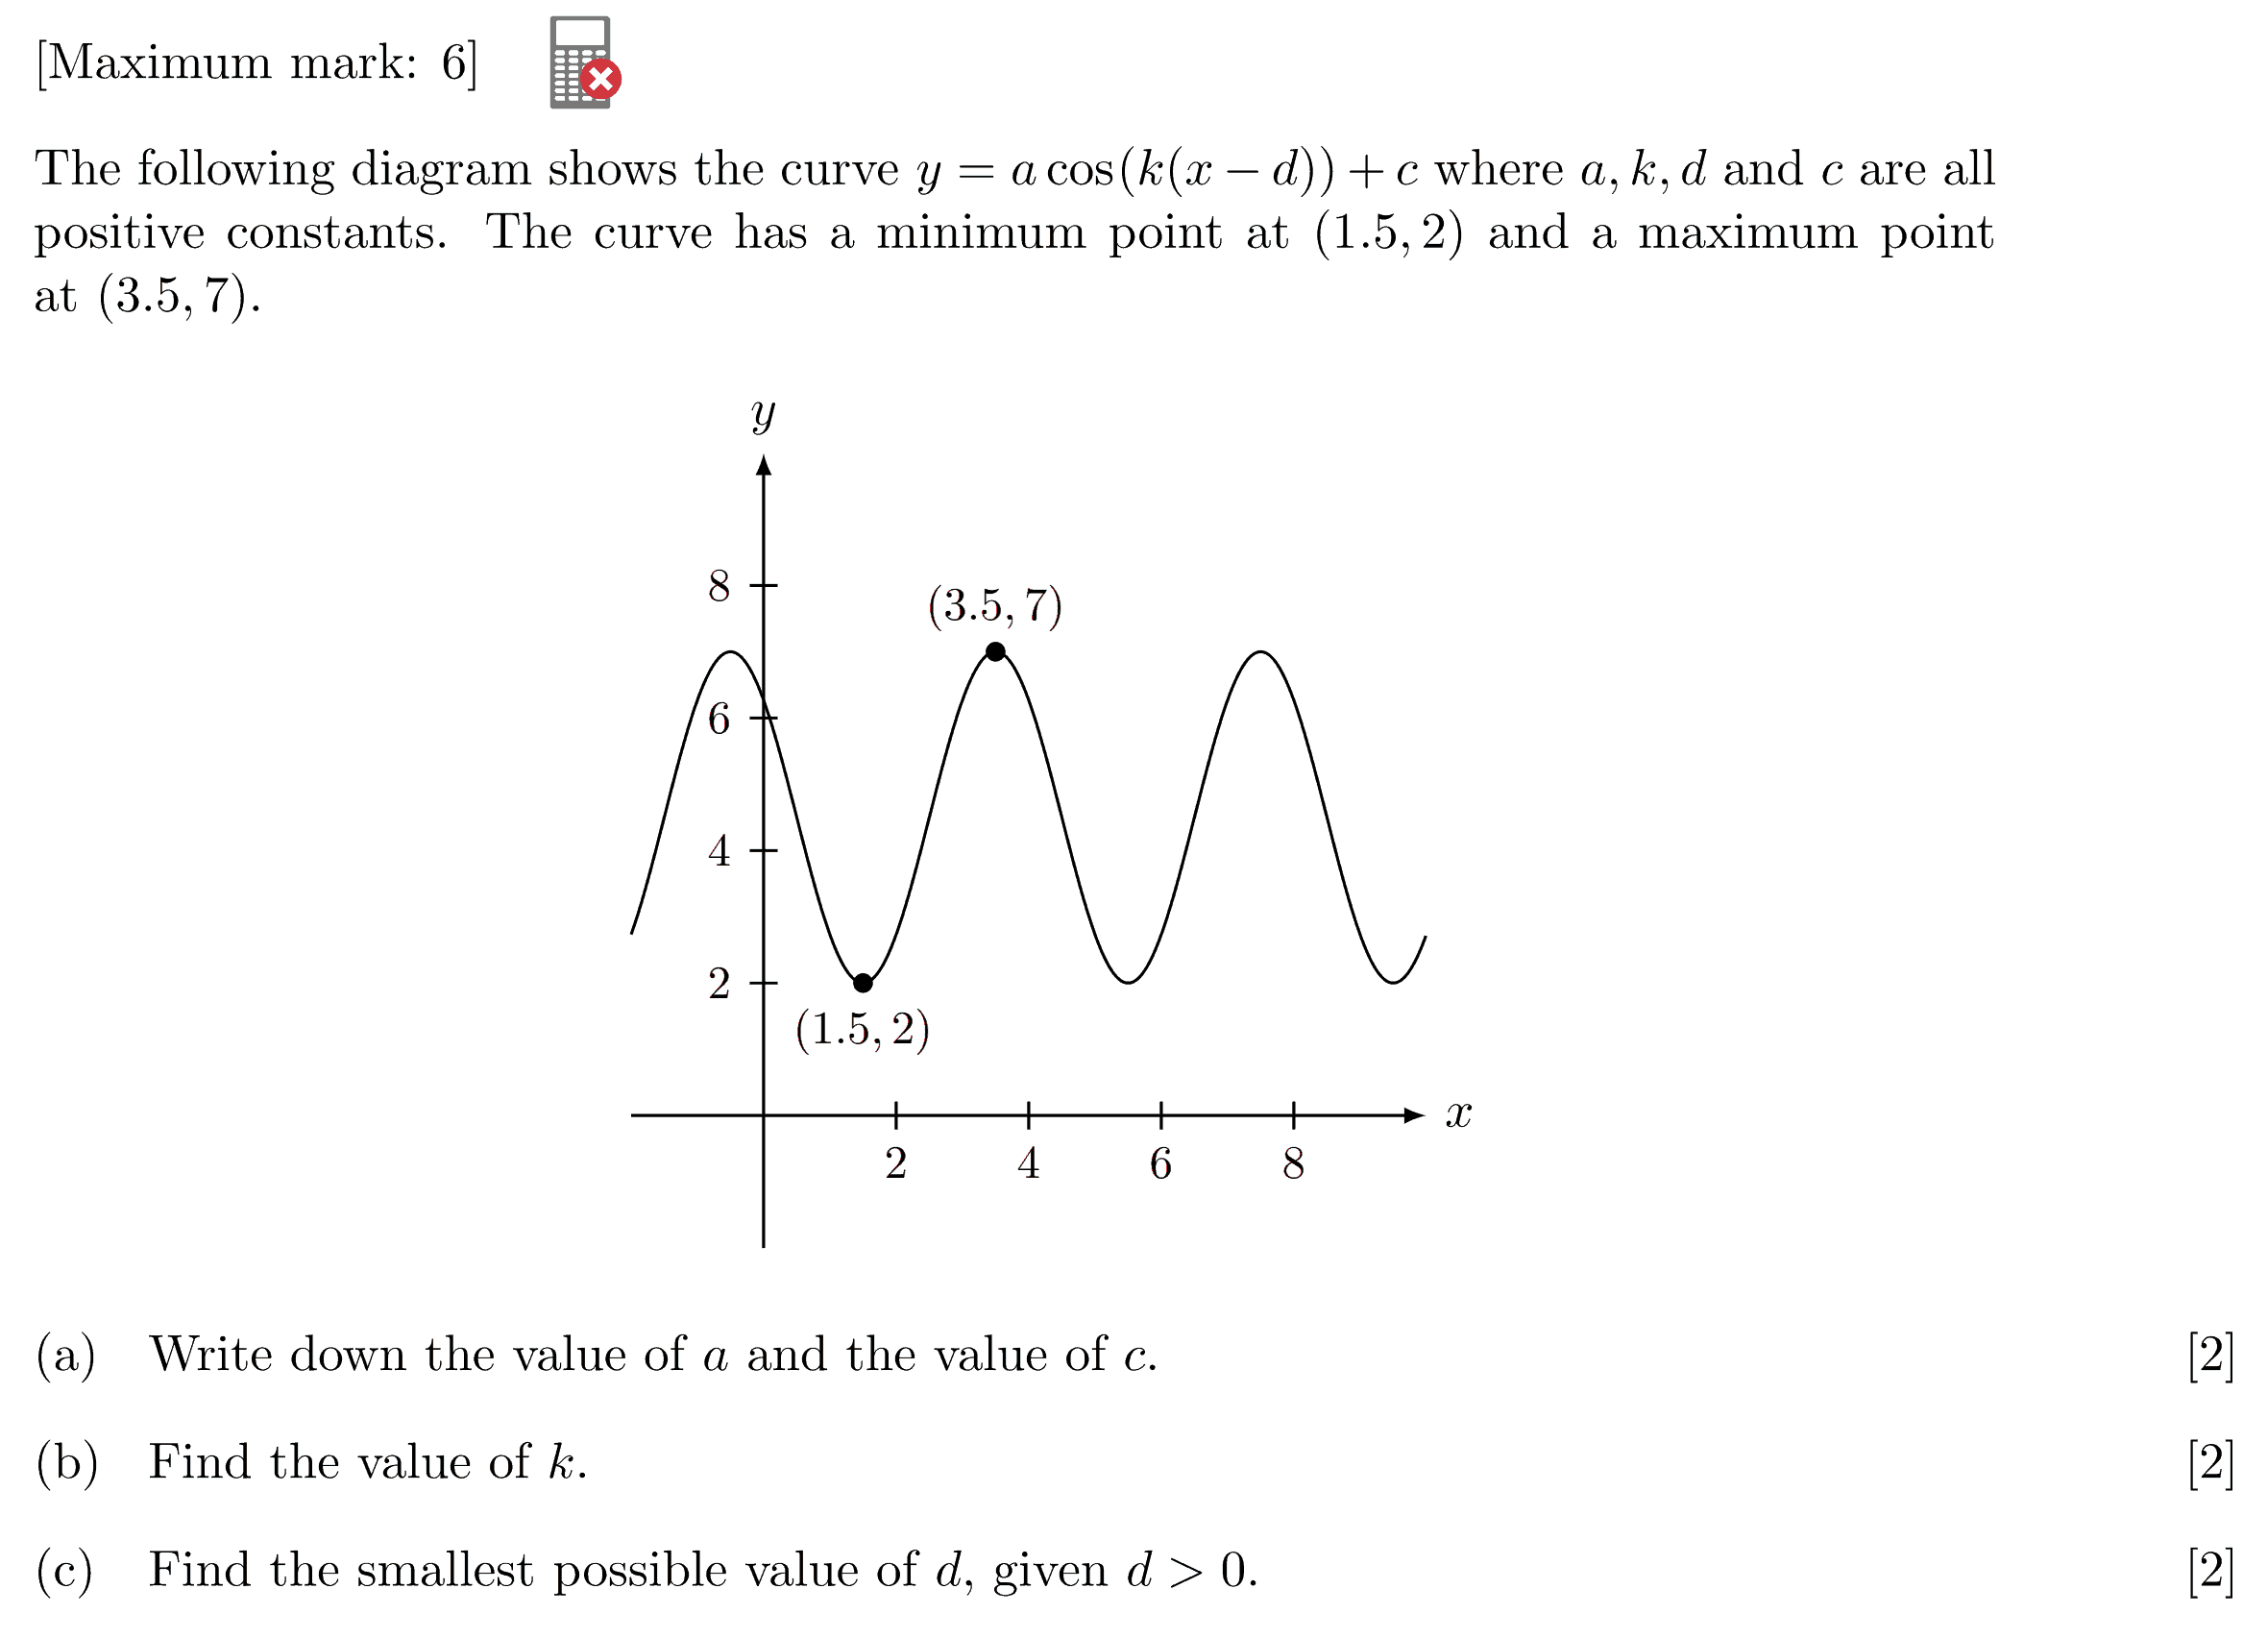 [Maximum mark: 6]
The following diagram shows the curve y = a cos(k(x − d)) + c where a, k, d and c are all
positive constants. The curve has a minimum point at (1.5, 2) and a maximum point
at (3.5, 7).
y
8
(3.5, 7)
6
4
2
(1.5, 2)
x
2 4 6 8
(a) Write down the value of a and the value of c. [2]
(b) Find the value of k. [2]
(c) Find the smallest possible value of d, given d > 0. [2]